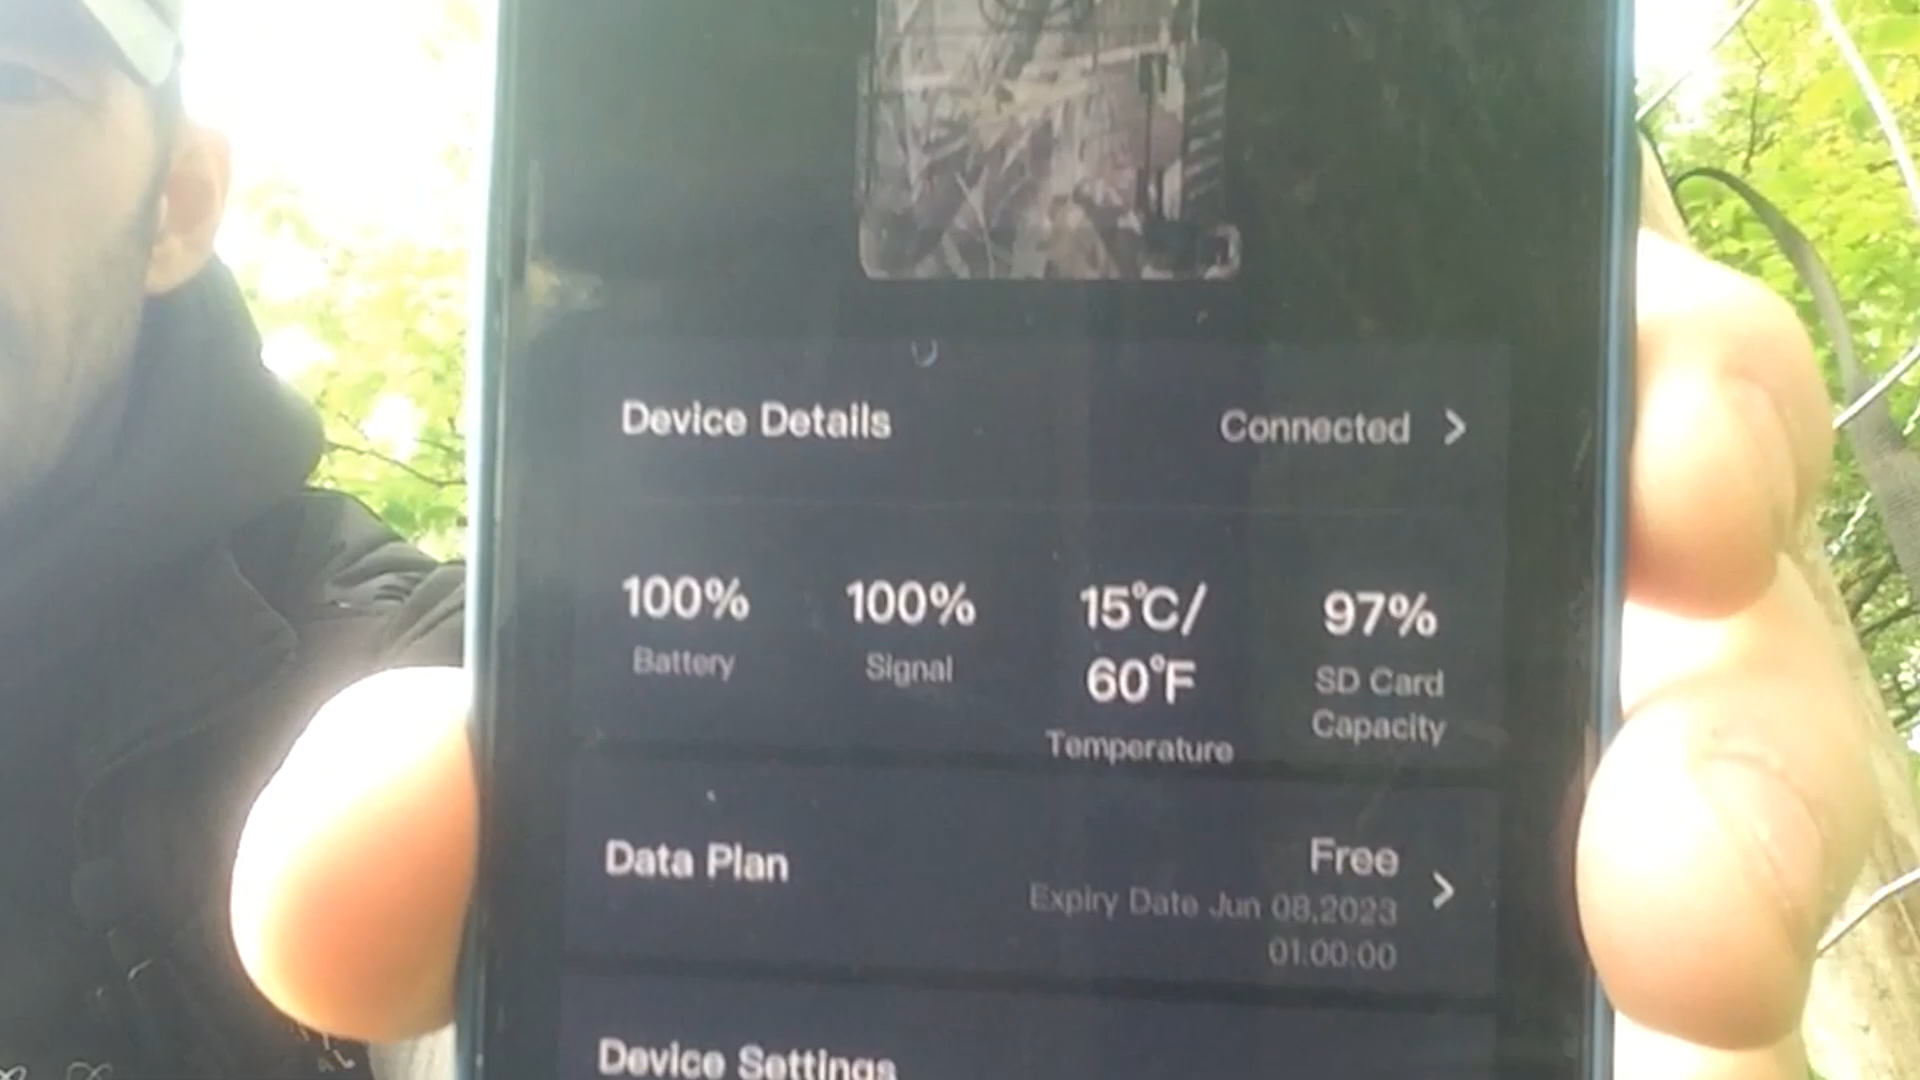 Device Details
Connected
100%
Battery
100%
Signal
15℃/
60℉
Temperature
97%
SD Card
Capacity
Data Plan
Free
Expiry Date Jun 08,2023
01:00:00
Device Settings